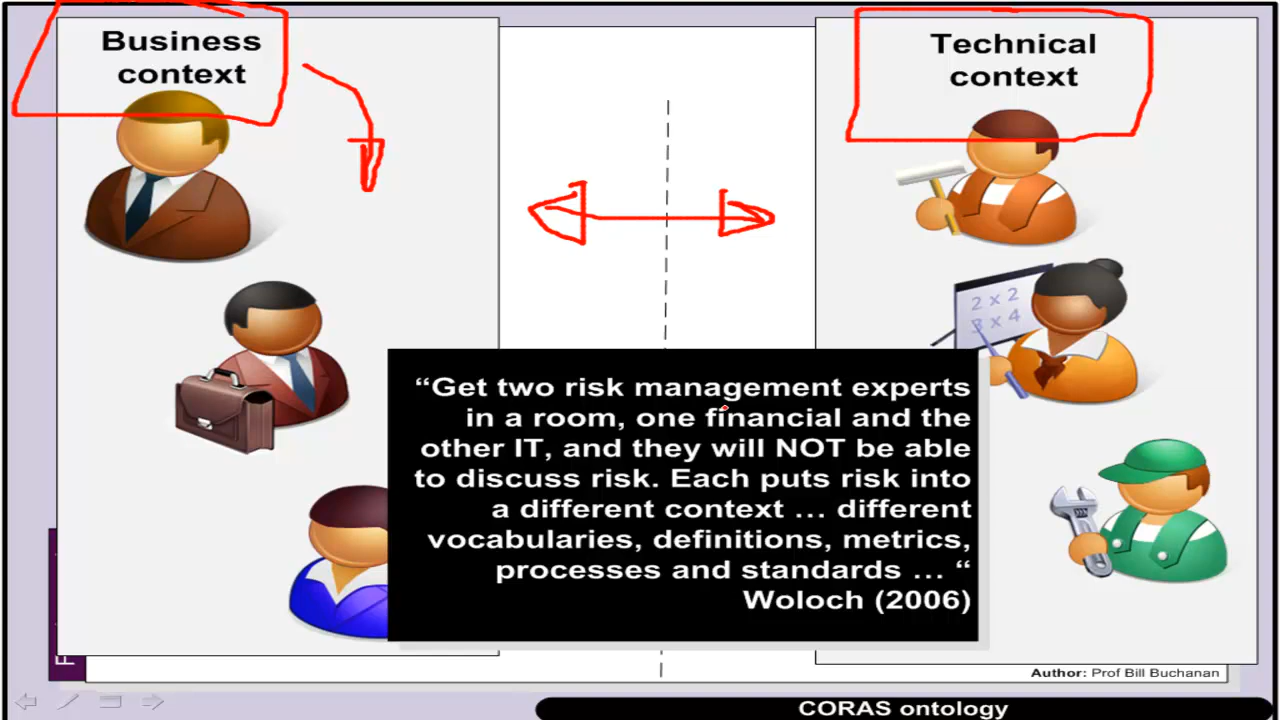 Business
context
Technical
context
2 x 2
3 x 4
“Get two risk management experts
in a room, one financial and the
other IT, and they will NOT be able
to discuss risk. Each puts risk into
a different context … different
vocabularies, definitions, metrics,
processes and standards … “
Woloch (2006)
Author: Prof Bill Buchanan
CORAS ontology